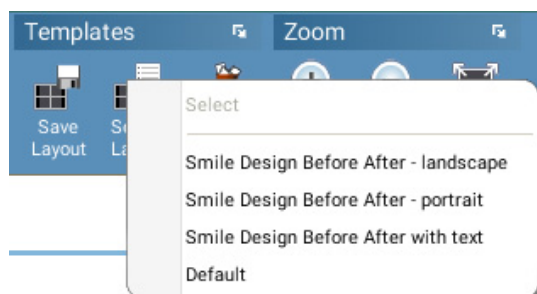 Templates
Zoom
Save
Layout
Select
Smile Design Before After - landscape
Smile Design Before After - portrait
Smile Design Before After with text
Default